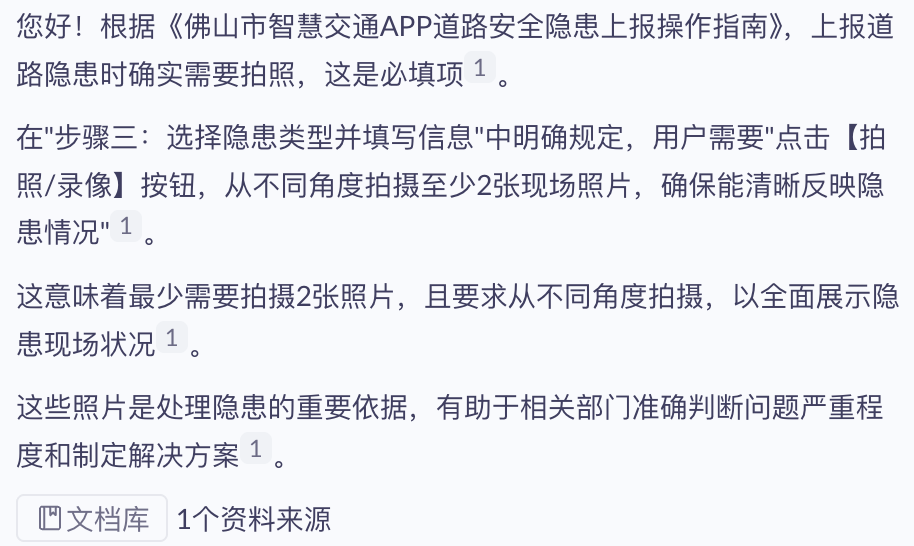 您好！根据《佛山市智慧交通APP道路安全隐患上报操作指南》，上报道
路隐患时确实需要拍照，这是必填项 1 。
在"步骤三：选择隐患类型并填写信息"中明确规定，用户需要"点击【拍
照/录像】按钮，从不同角度拍摄至少2张现场照片，确保能清晰反映隐
患情况" 1 。
这意味着最少需要拍摄2张照片，且要求从不同角度拍摄，以全面展示隐
患现场状况 1 。
这些照片是处理隐患的重要依据，有助于相关部门准确判断问题严重程
度和制定解决方案 1 。
文档库 1个资料来源